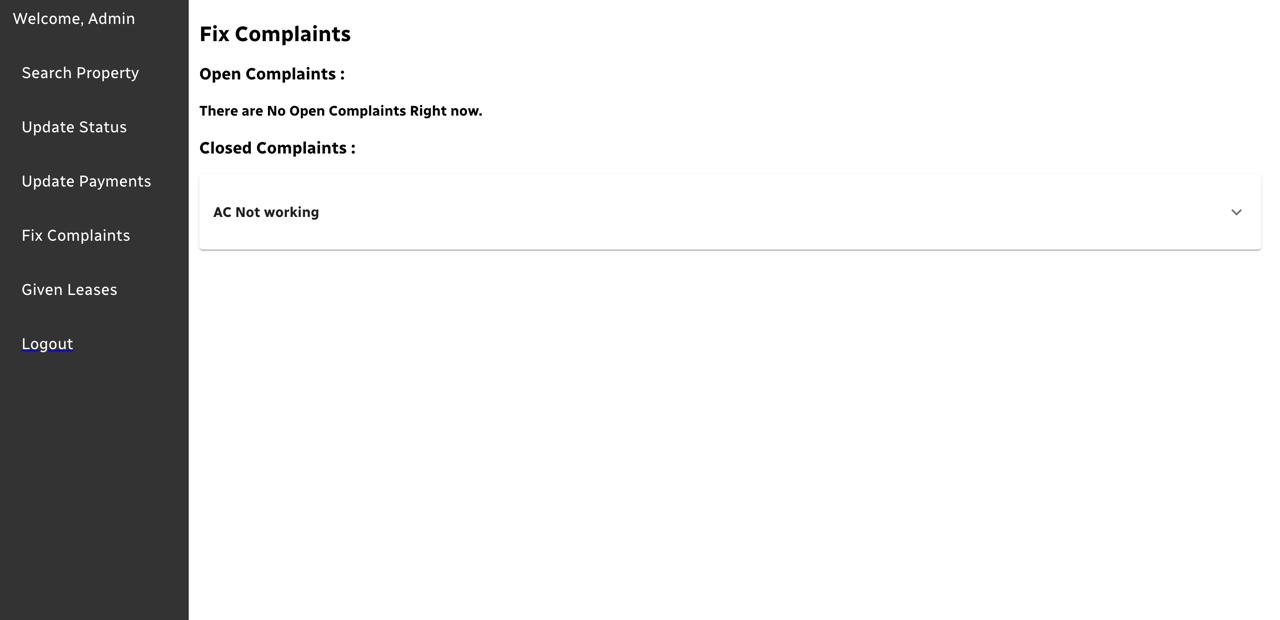 Welcome, Admin
Search Property
Update Status
Update Payments
Fix Complaints
Given Leases
Logout
Fix Complaints
Open Complaints :
There are No Open Complaints Right now.
Closed Complaints :
AC Not working